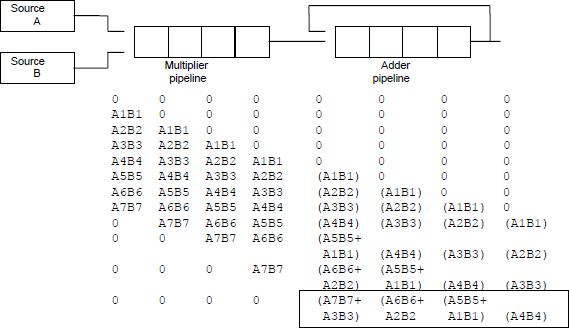 Source
A
Source
B
Multiplier
pipeline
Adder
pipeline
0 0 0 0 0 0 0 0
A1B1 0 0 0 0 0 0 0
A2B2 A1B1 0 0 0 0 0 0
A3B3 A2B2 A1B1 0 0 0 0 0
A4B4 A3B3 A2B2 A1B1 0 0 0 0
A5B5 A4B4 A3B3 A2B2 (A1B1) 0 0 0
A6B6 A5B5 A4B4 A3B3 (A2B2) (A1B1) 0 0
A7B7 A6B6 A5B5 A4B4 (A3B3) (A2B2) (A1B1) 0
0 A7B7 A6B6 A5B5 (A4B4) (A3B3) (A2B2) (A1B1)
0 0 A7B7 A6B6 (A5B5+
A1B1) (A4B4) (A3B3) (A2B2)
0 0 0 A7B7 (A6B6+ (A5B5+
A2B2) A1B1) (A4B4) (A3B3)
0 0 0 0 (A7B7+ (A6B6+ (A5B5+
A3B3) A2B2 A1B1) (A4B4)